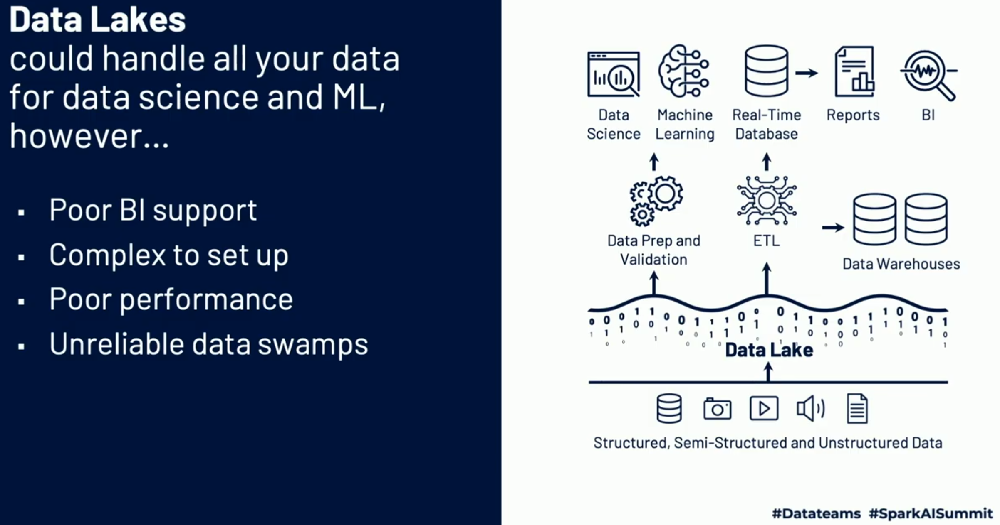 Data Lakes
could handle all your data
for data science and ML,
however...
▪ Poor BI support
▪ Complex to set up
▪ Poor performance
▪ Unreliable data swamps
Data
Science
Machine
Learning
Real-Time
Database
Reports
BI
Data Prep and
Validation
ETL
Data Warehouses
Data Lake
Structured, Semi-Structured and Unstructured Data
#Datateams #SparkAISummit